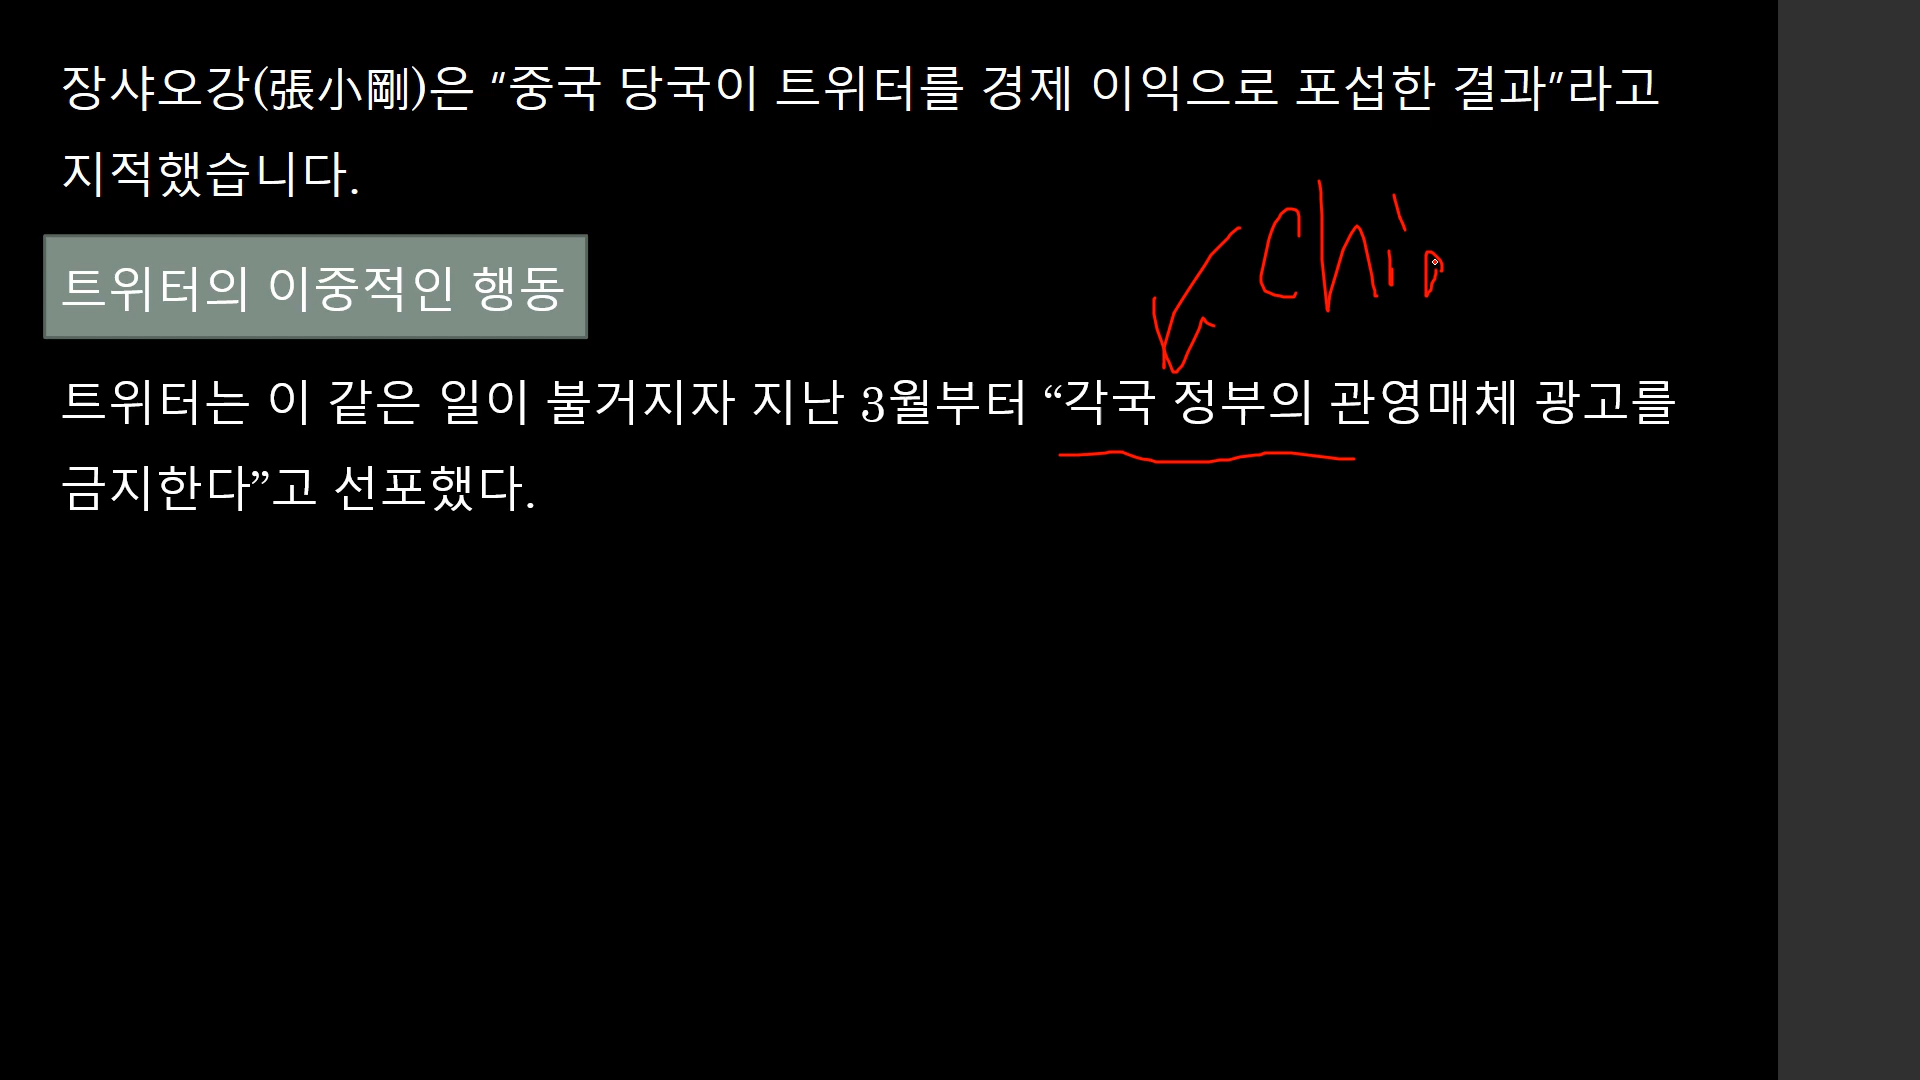 장샤오강(張小剛)은 "중국 당국이 트위터를 경제 이익으로 포섭한 결과"라고
지적했습니다.
Chi
트위터의 이중적인 행동
트위터는 이 같은 일이 불거지자 지난 3월부터 “각국 정부의 관영매체 광고를
금지한다”고 선포했다.